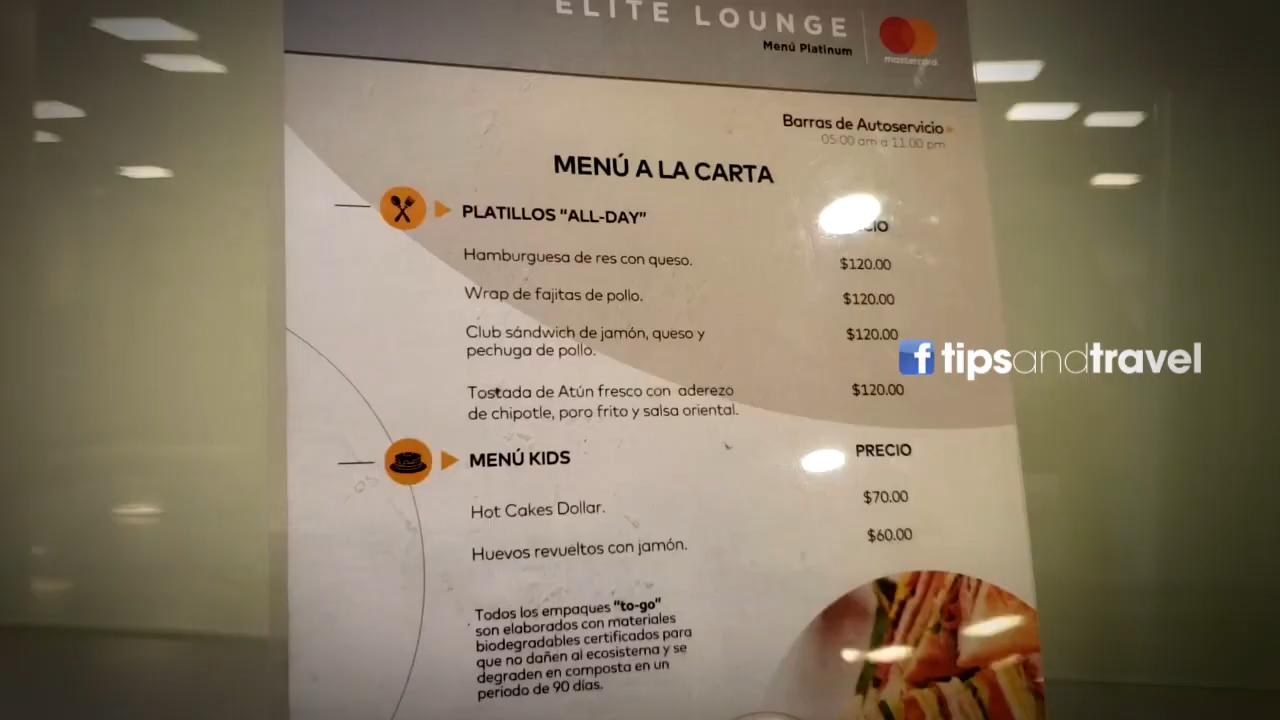 ELITE LOUNGE
Menú Platinum
mastercard
Barras de Autoservicio
05:00 am a 11:00 pm
MENÚ A LA CARTA
PLATILLOS "ALL-DAY"
Hamburguesa de res con queso. $120.00
Wrap de fajitas de pollo. $120.00
Club sándwich de jamón, queso y $120.00
pechuga de pollo.
Tostada de Atún fresco con aderezo $120.00
de chipotle, poro frito y salsa oriental.
MENÚ KIDS PRECIO
Hot Cakes Dollar. $70.00
Huevos revueltos con jamón. $60.00
Todos los empaques "to-go"
son elaborados con materiales
biodegradables certificados para
que no dañen al ecosistema y se
degraden en composta en un
periodo de 90 días.
f tipsandtravel